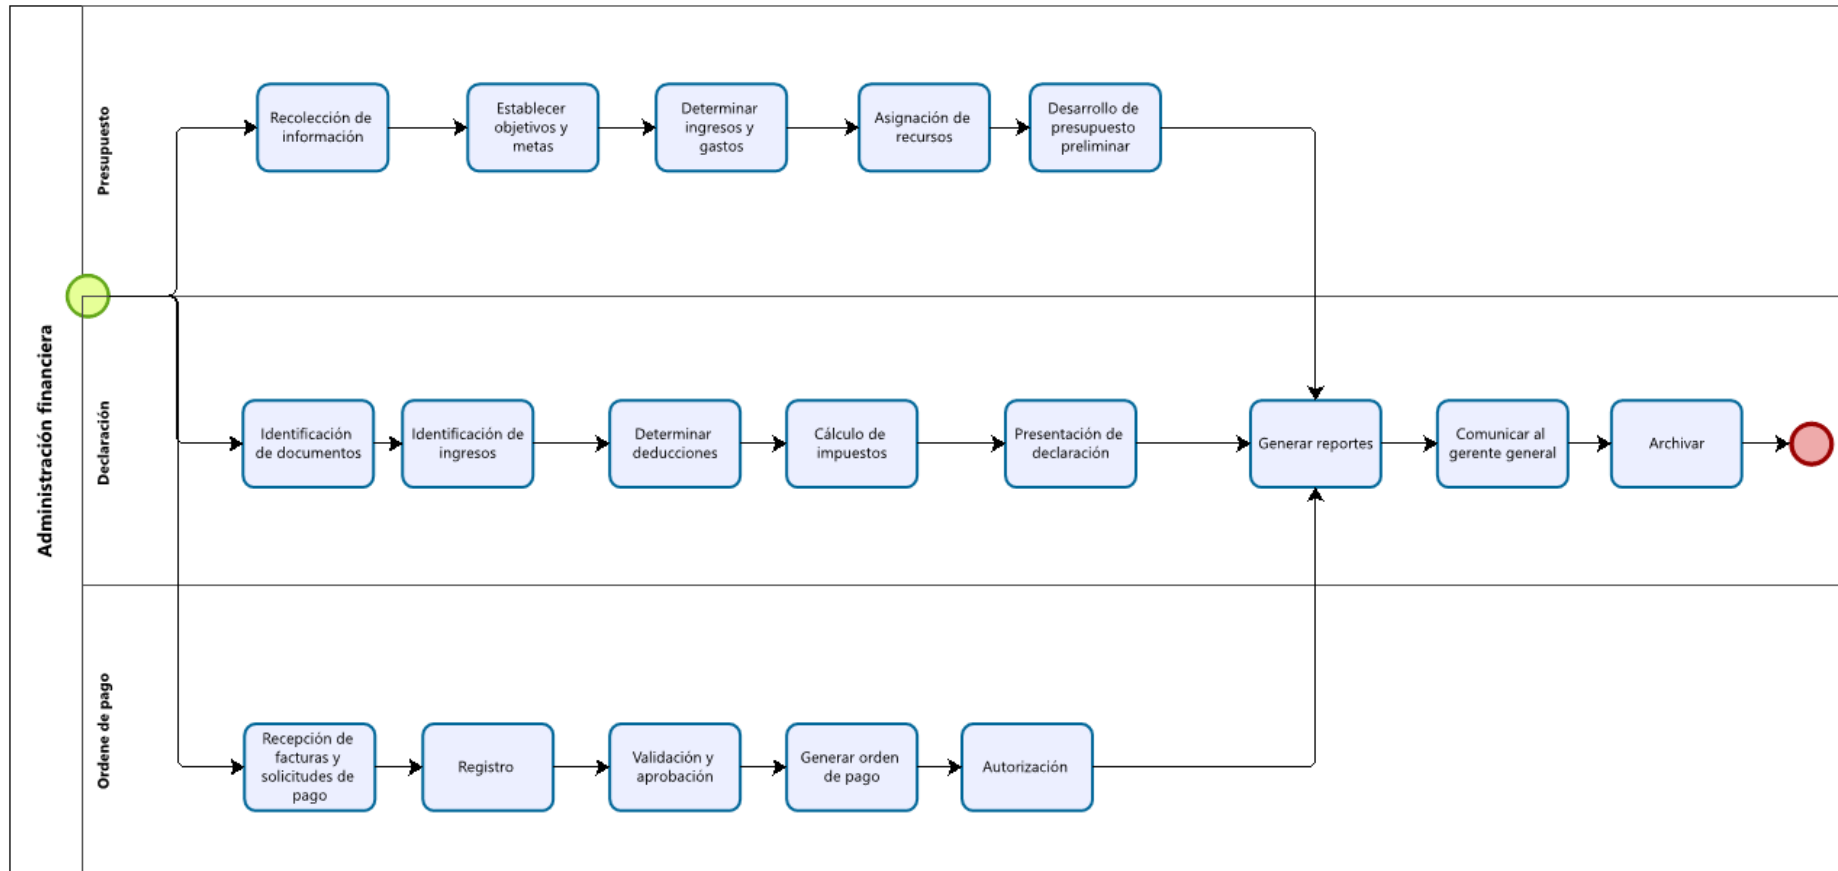 Administración financiera
Presupuesto
Recolección de
información
Establecer
objetivos y
metas
Determinar
ingresos y
gastos
Asignación de
recursos
Desarrollo de
presupuesto
preliminar
Declaración
Identificación
de documentos
Identificación de
ingresos
Determinar
deducciones
Cálculo de
impuestos
Presentación de
declaración
Generar reportes
Comunicar al
gerente general
Archivar
Ordene de pago
Recepción de
facturas y
solicitudes de
pago
Registro
Validación y
aprobación
Generar orden
de pago
Autorización